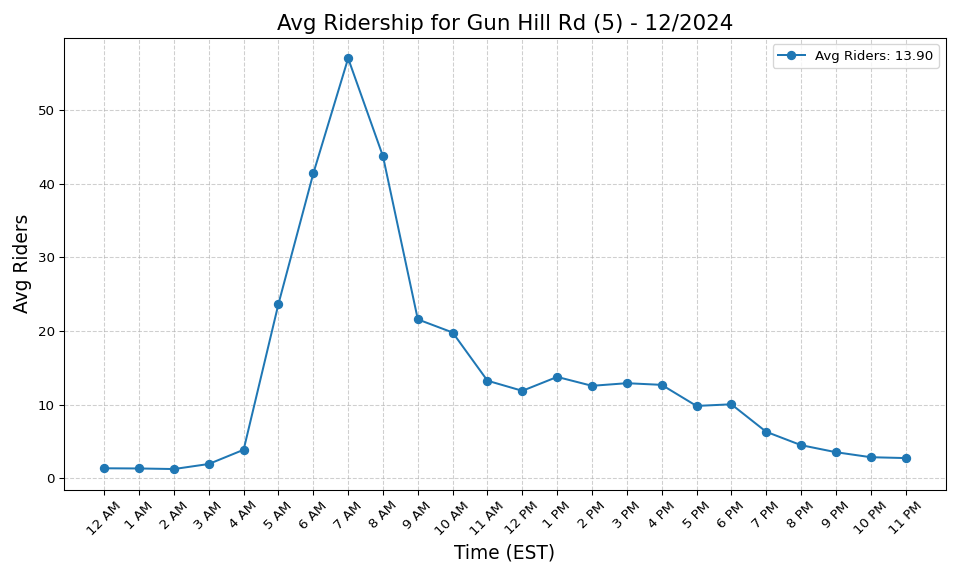 Avg Ridership for Gun Hill Rd (5) - 12/2024
Avg Riders: 13.90
Avg Riders
50
40
30
20
10
0
12 AM
1 AM
2 AM
3 AM
4 AM
5 AM
6 AM
7 AM
8 AM
9 AM
10 AM
11 AM
12 PM
1 PM
2 PM
3 PM
4 PM
5 PM
6 PM
7 PM
8 PM
9 PM
10 PM
11 PM
Time (EST)